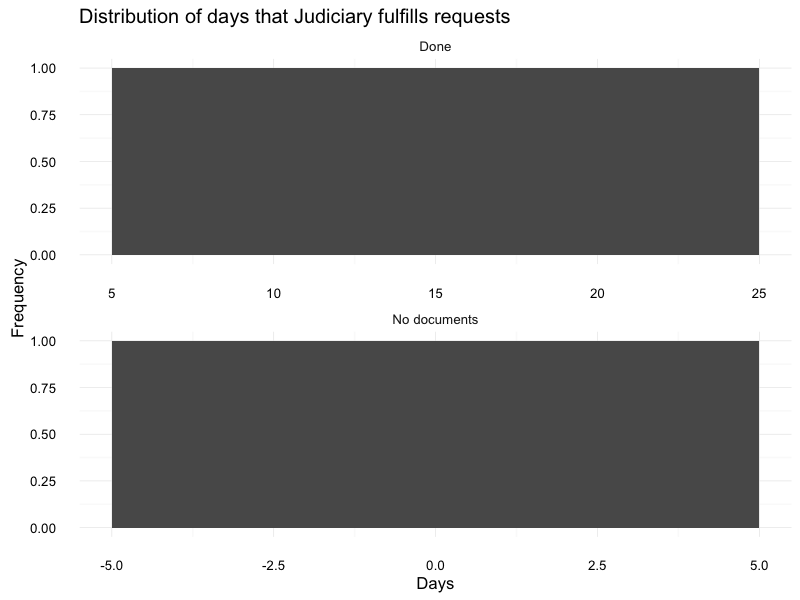 Distribution of days that Judiciary fulfills requests
Done
1.00
0.75
0.50
0.25
0.00
5 10 15 20 25
Frequency
No documents
1.00
0.75
0.50
0.25
0.00
-5.0 -2.5 0.0 2.5 5.0
Days